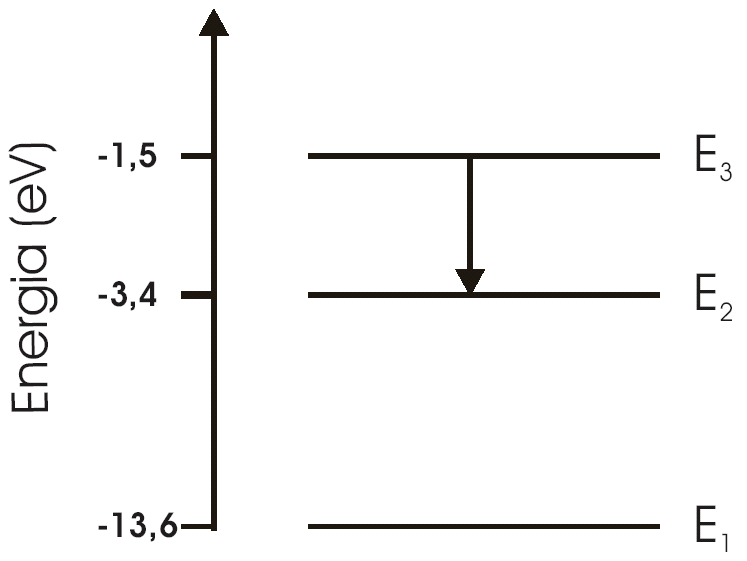 Energia (eV)
-1,5
E₃
-3,4
E₂
-13,6
E₁